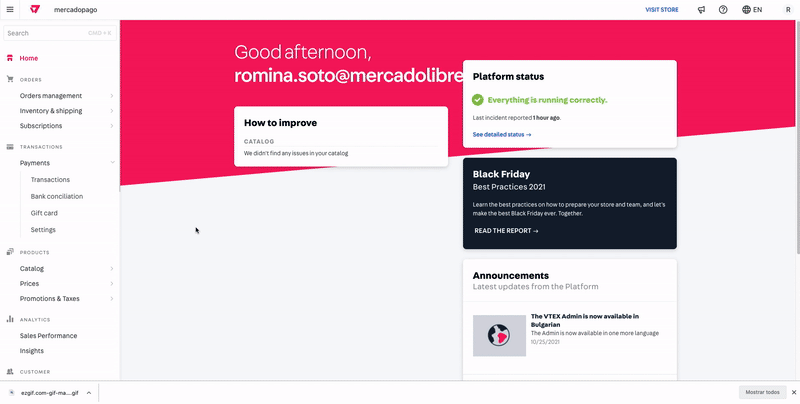 mercadopago
VISIT STORE
EN
R
Search
CMD + K
Home
ORDERS
Orders management
Inventory & shipping
Subscriptions
TRANSACTIONS
Payments
Transactions
Bank conciliation
Gift card
Settings
PRODUCTS
Catalog
Prices
Promotions & Taxes
ANALYTICS
Sales Performance
Insights
CUSTOMER
Good afternoon,
romina.soto@mercadolibre
How to improve
CATALOG
We didn't find any issues in your catalog
Platform status
Everything is running correctly.
Last incident reported 1 hour ago.
See detailed status →
Black Friday
Best Practices 2021
Learn the best practices on how to prepare your store and team, and let's
make the best Black Friday ever. Together.
READ THE REPORT →
Announcements
Latest updates from the Platform
The VTEX Admin is now available in
Bulgarian
The Admin is now available in one more language
10/25/2021
ezgif.com-gif-ma....gif
Mostrar todos